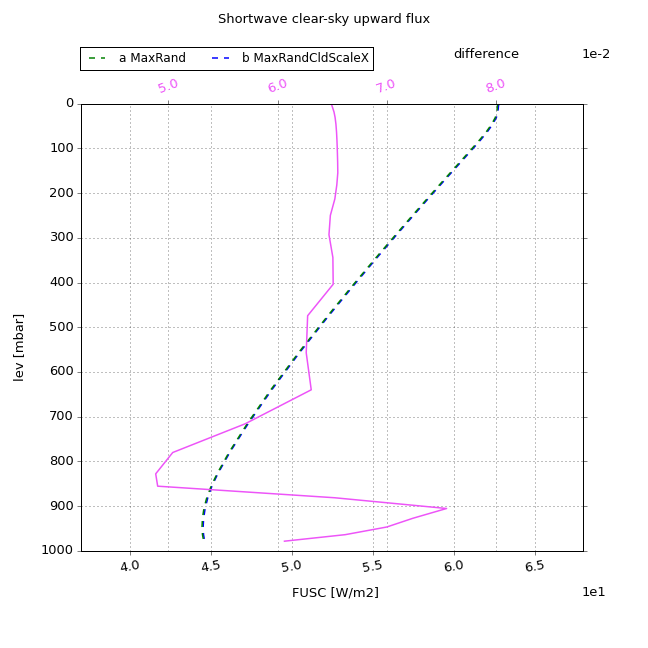 Shortwave clear-sky upward flux
a MaxRand b MaxRandCldScaleX
difference 1e-2
5.0 6.0 7.0 8.0
0
100
200
300
400
500
600
700
800
900
1000
lev [mbar]
4.0 4.5 5.0 5.5 6.0 6.5
FUSC [W/m2] 1e1